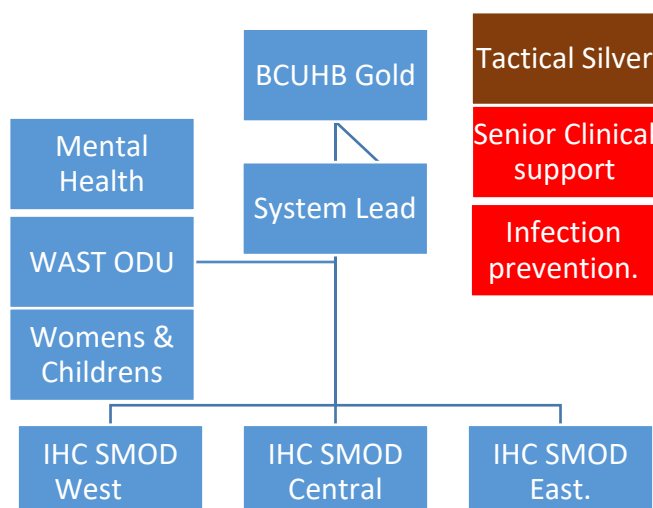 BCUHB Gold
Tactical Silver
Mental
Health
System Lead
Senior Clinical
support
WAST ODU
Infection
prevention.
Womens &
Childrens
IHC SMOD
West
IHC SMOD
Central
IHC SMOD
East.